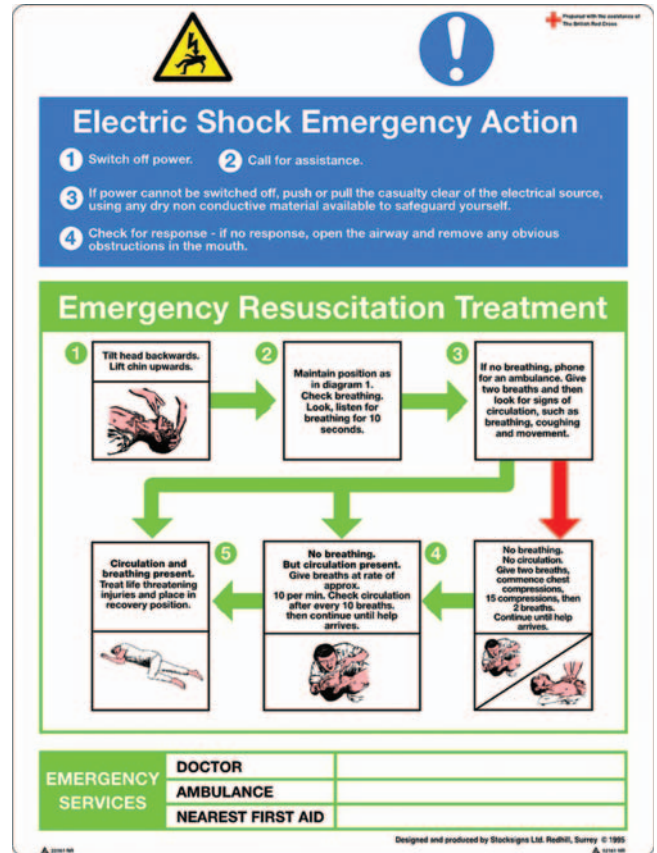 Prepared with the assistance of
The British Red Cross
Electric Shock Emergency Action
1 Switch off power. 2 Call for assistance.
3 If power cannot be switched off, push or pull the casualty clear of the electrical source,
using any dry non conductive material available to safeguard yourself.
4 Check for response - if no response, open the airway and remove any obvious
obstructions in the mouth.
Emergency Resuscitation Treatment
1
Tilt head backwards.
Lift chin upwards.
2
Maintain position as
in diagram 1.
Check breathing.
Look, listen for
breathing for 10
seconds.
3
If no breathing, phone
for an ambulance. Give
two breaths and then
look for signs of
circulation, such as
breathing, coughing
and movement.
Circulation and
breathing present.
Treat life threatening
injuries and place in
recovery position.
5
No breathing.
But circulation present.
Give breaths at rate of
approx.
10 per min. Check circulation
after every 10 breaths.
then continue until help
arrives.
4
No breathing.
No circulation.
Give two breaths,
commence chest
compressions,
15 compressions, then
2 breaths.
Continue until help
arrives.
EMERGENCY
SERVICES
DOCTOR
AMBULANCE
NEAREST FIRST AID
Designed and produced by Stocksigns Ltd. Redhill, Surrey © 1995